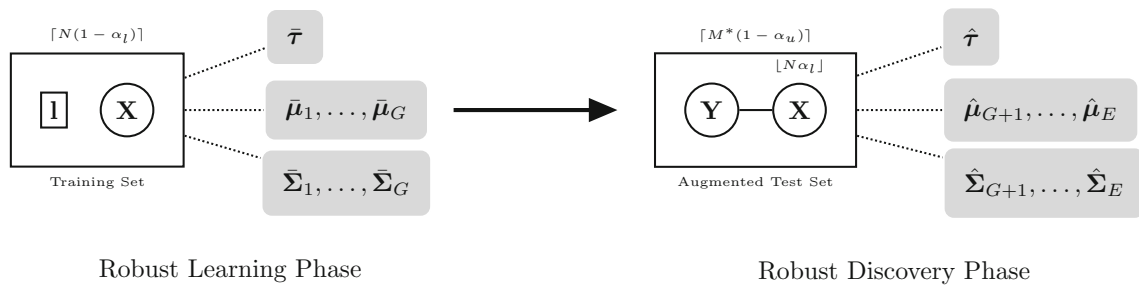 ⌈N(1 − α_l)⌉
l X
Training Set
τ̄
μ̄_1, . . . , μ̄_G
Σ̄_1, . . . , Σ̄_G
Robust Learning Phase
⌈M*(1 − α_u)⌉
⌊Nα_l⌋
Y X
Augmented Test Set
τ̂
μ̂_{G+1}, . . . , μ̂_E
Σ̂_{G+1}, . . . , Σ̂_E
Robust Discovery Phase